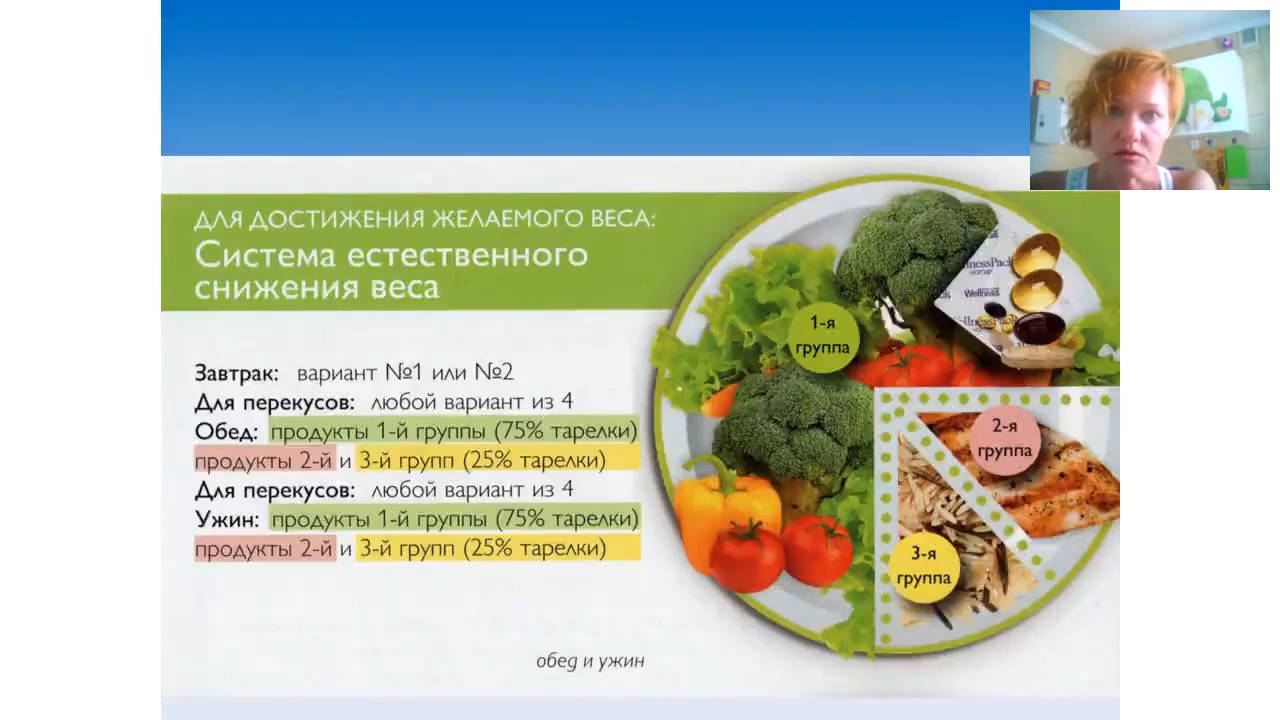 ДЛЯ ДОСТИЖЕНИЯ ЖЕЛАЕМОГО ВЕСА:
Система естественного
снижения веса
Завтрак: вариант №1 или №2
Для перекусов: любой вариант из 4
Обед: продукты 1-й группы (75% тарелки)
продукты 2-й и 3-й групп (25% тарелки)
Для перекусов: любой вариант из 4
Ужин: продукты 1-й группы (75% тарелки)
продукты 2-й и 3-й групп (25% тарелки)
обед и ужин
1-я
группа
2-я
группа
3-я
группа
Wellness